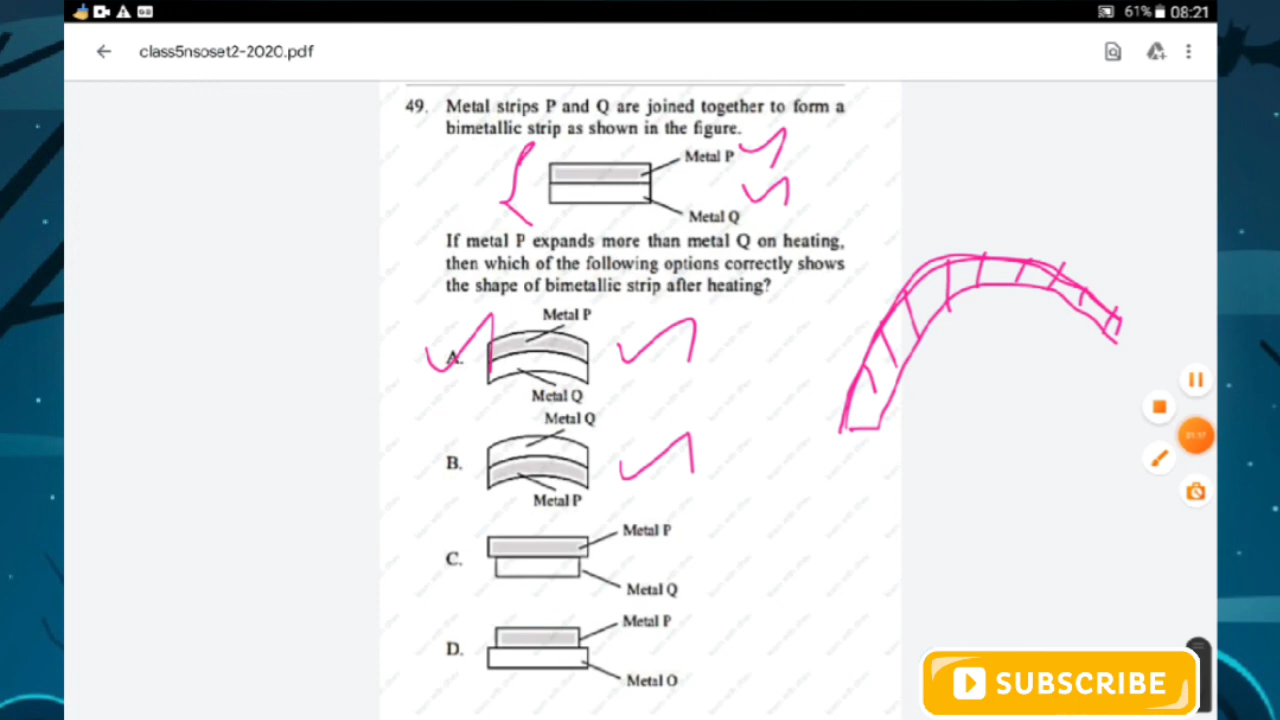 61% 08:21
class5nsoset2-2020.pdf
49. Metal strips P and Q are joined together to form a
bimetallic strip as shown in the figure.
Metal P
Metal Q
If metal P expands more than metal Q on heating,
then which of the following options correctly shows
the shape of bimetallic strip after heating?
Metal P
A.
Metal Q
Metal Q
B.
Metal P
Metal P
C.
Metal Q
Metal P
D.
Metal O
SUBSCRIBE